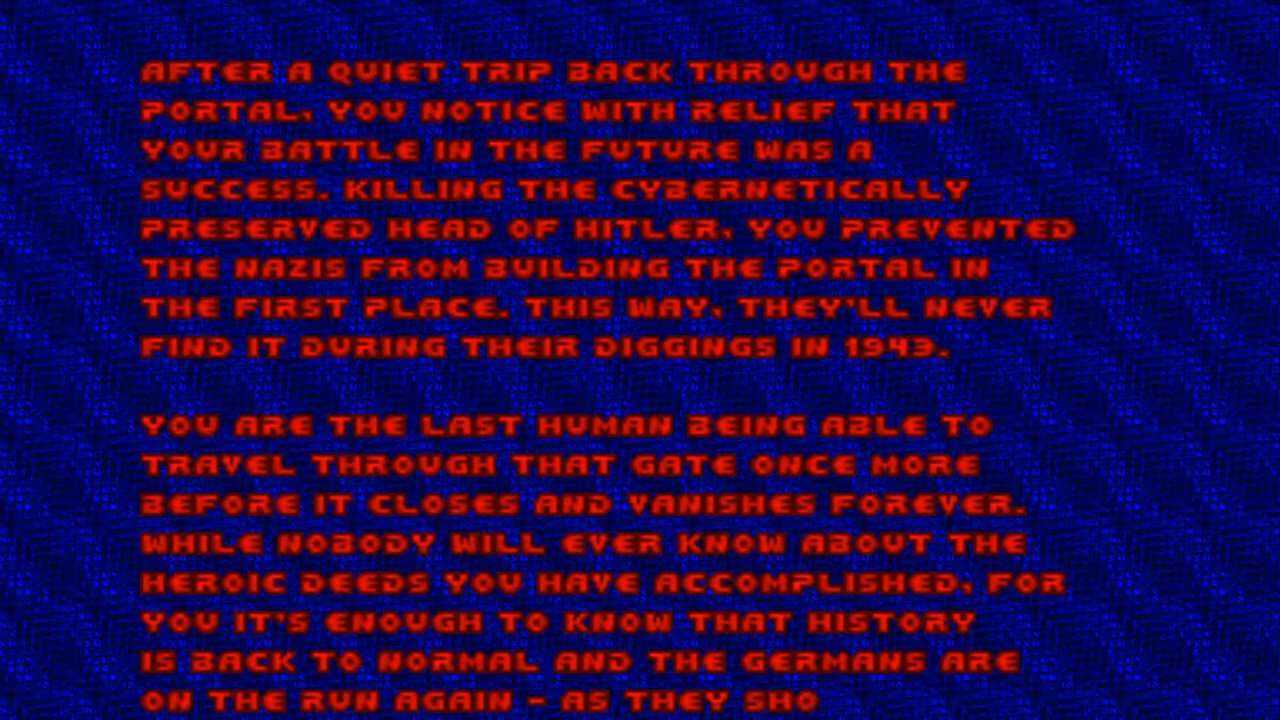 AFTER A QUIET TRIP BACK THROUGH THE
PORTAL, YOU NOTICE WITH RELIEF THAT
YOUR BATTLE IN THE FUTURE WAS A
SUCCESS. KILLING THE CYBERNETICALLY
PRESERVED HEAD OF HITLER, YOU PREVENTED
THE NAZIS FROM BUILDING THE PORTAL IN
THE FIRST PLACE. THIS WAY, THEY'LL NEVER
FIND IT DURING THEIR DIGGINGS IN 1943.

YOU ARE THE LAST HUMAN BEING ABLE TO
TRAVEL THROUGH THAT GATE ONCE MORE
BEFORE IT CLOSES AND VANISHES FOREVER.
WHILE NOBODY WILL EVER KNOW ABOUT THE
HEROIC DEEDS YOU HAVE ACCOMPLISHED, FOR
YOU IT'S ENOUGH TO KNOW THAT HISTORY
IS BACK TO NORMAL AND THE GERMANS ARE
ON THE RUN AGAIN - AS THEY SHO